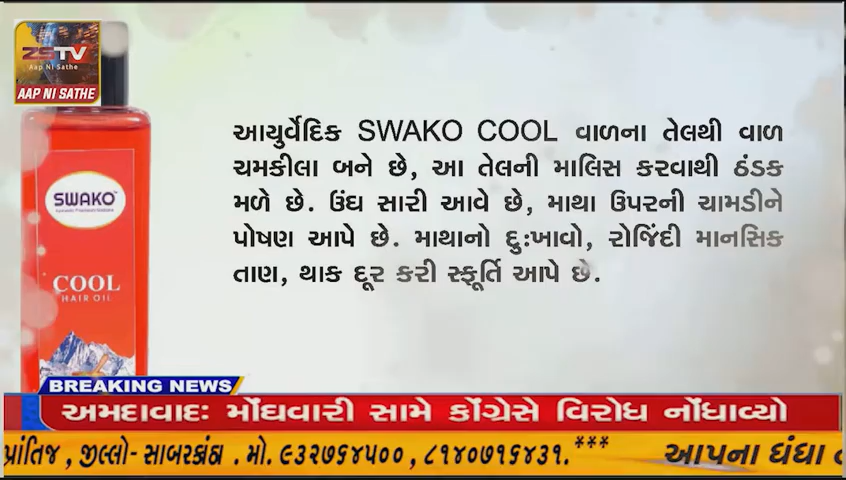 ZSTV
Aap Ni Sathe
AAP NI SATHE
આયુર્વેદિક SWAKO COOL વાળના તેલથી વાળ
ચમકીલા બને છે, આ તેલની માલિસ કરવાથી ઠંડક
મળે છે. ઉંઘ સારી આવે છે, માથા ઉપરની ચામડીને
પોષણ આપે છે. માથાનો દુઃખાવો, રોજિંદી માનસિક
તાણ, થાક દૂર કરી સ્ફૂર્તિ આપે છે.
SWAKO
COOL
HAIR OIL
BREAKING NEWS
અમદાવાદઃ મોંઘવારી સામે કોંગ્રેસે વિરોધ નોંધાવ્યો
પ્રાંતિજ , જીલ્લો- સાબરકાંઠા . મો. ૯૩૨૭૬૪૫૦૦ , ૮૧૪૦૭૧૬૪૩૧.*** આપના ધંધા